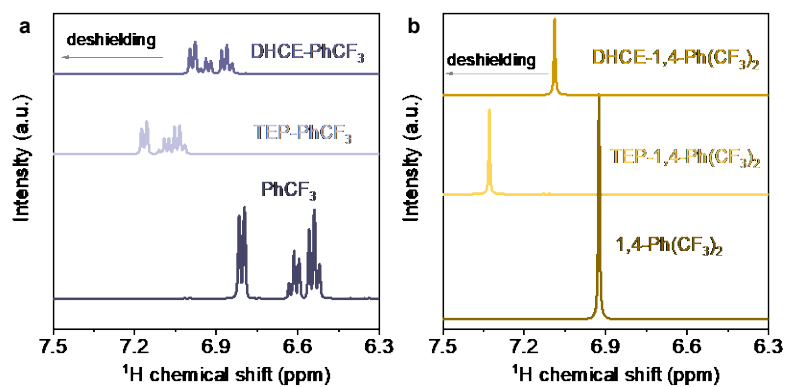 a
deshielding
DHCE-PhCF₃
TEP-PhCF₃
PhCF₃
Intensity (a.u.)
7.5 7.2 6.9 6.6 6.3
¹H chemical shift (ppm)
b
deshielding
DHCE-1,4-Ph(CF₃)₂
TEP-1,4-Ph(CF₃)₂
1,4-Ph(CF₃)₂
Intensity (a.u.)
7.5 7.2 6.9 6.6 6.3
¹H chemical shift (ppm)